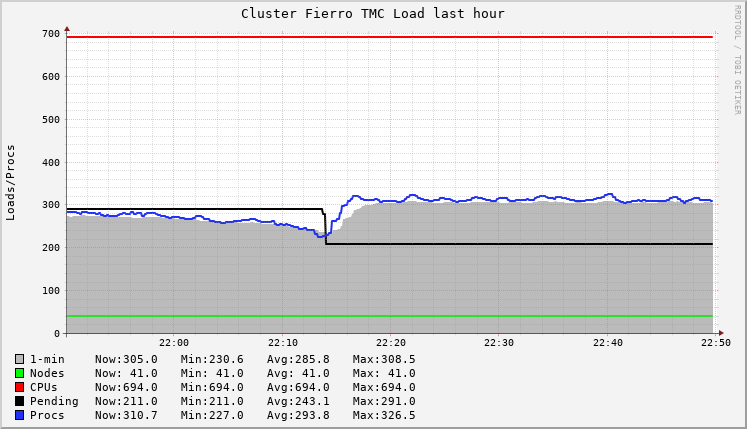 Cluster Fierro TMC Load last hour
RRDTOOL / TOBI OETIKER
Loads/Procs
700
600
500
400
300
200
100
0
22:00 22:10 22:20 22:30 22:40 22:50
1-min Now:305.0 Min:230.6 Avg:285.8 Max:308.5
Nodes Now: 41.0 Min: 41.0 Avg: 41.0 Max: 41.0
CPUs Now:694.0 Min:694.0 Avg:694.0 Max:694.0
Pending Now:211.0 Min:211.0 Avg:243.1 Max:291.0
Procs Now:310.7 Min:227.0 Avg:293.8 Max:326.5